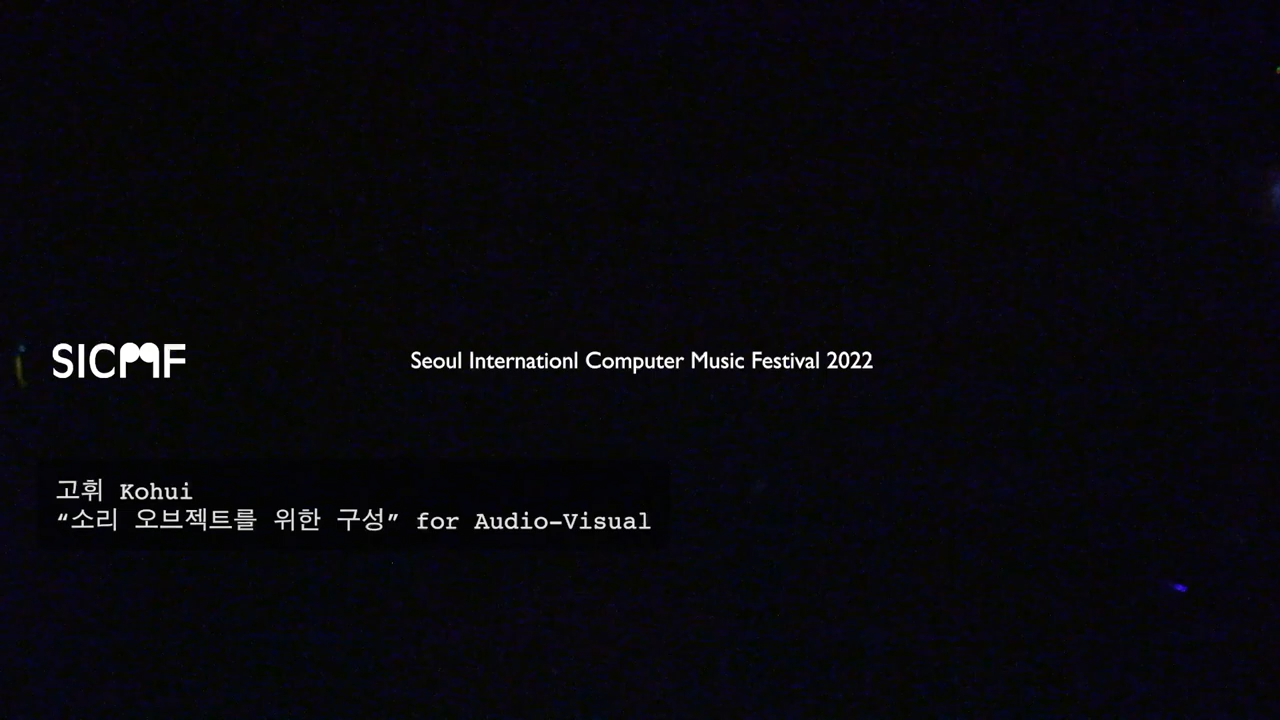 SICMF
Seoul Internationl Computer Music Festival 2022
고휘 Kohui
“소리 오브젝트를 위한 구성” for Audio-Visual